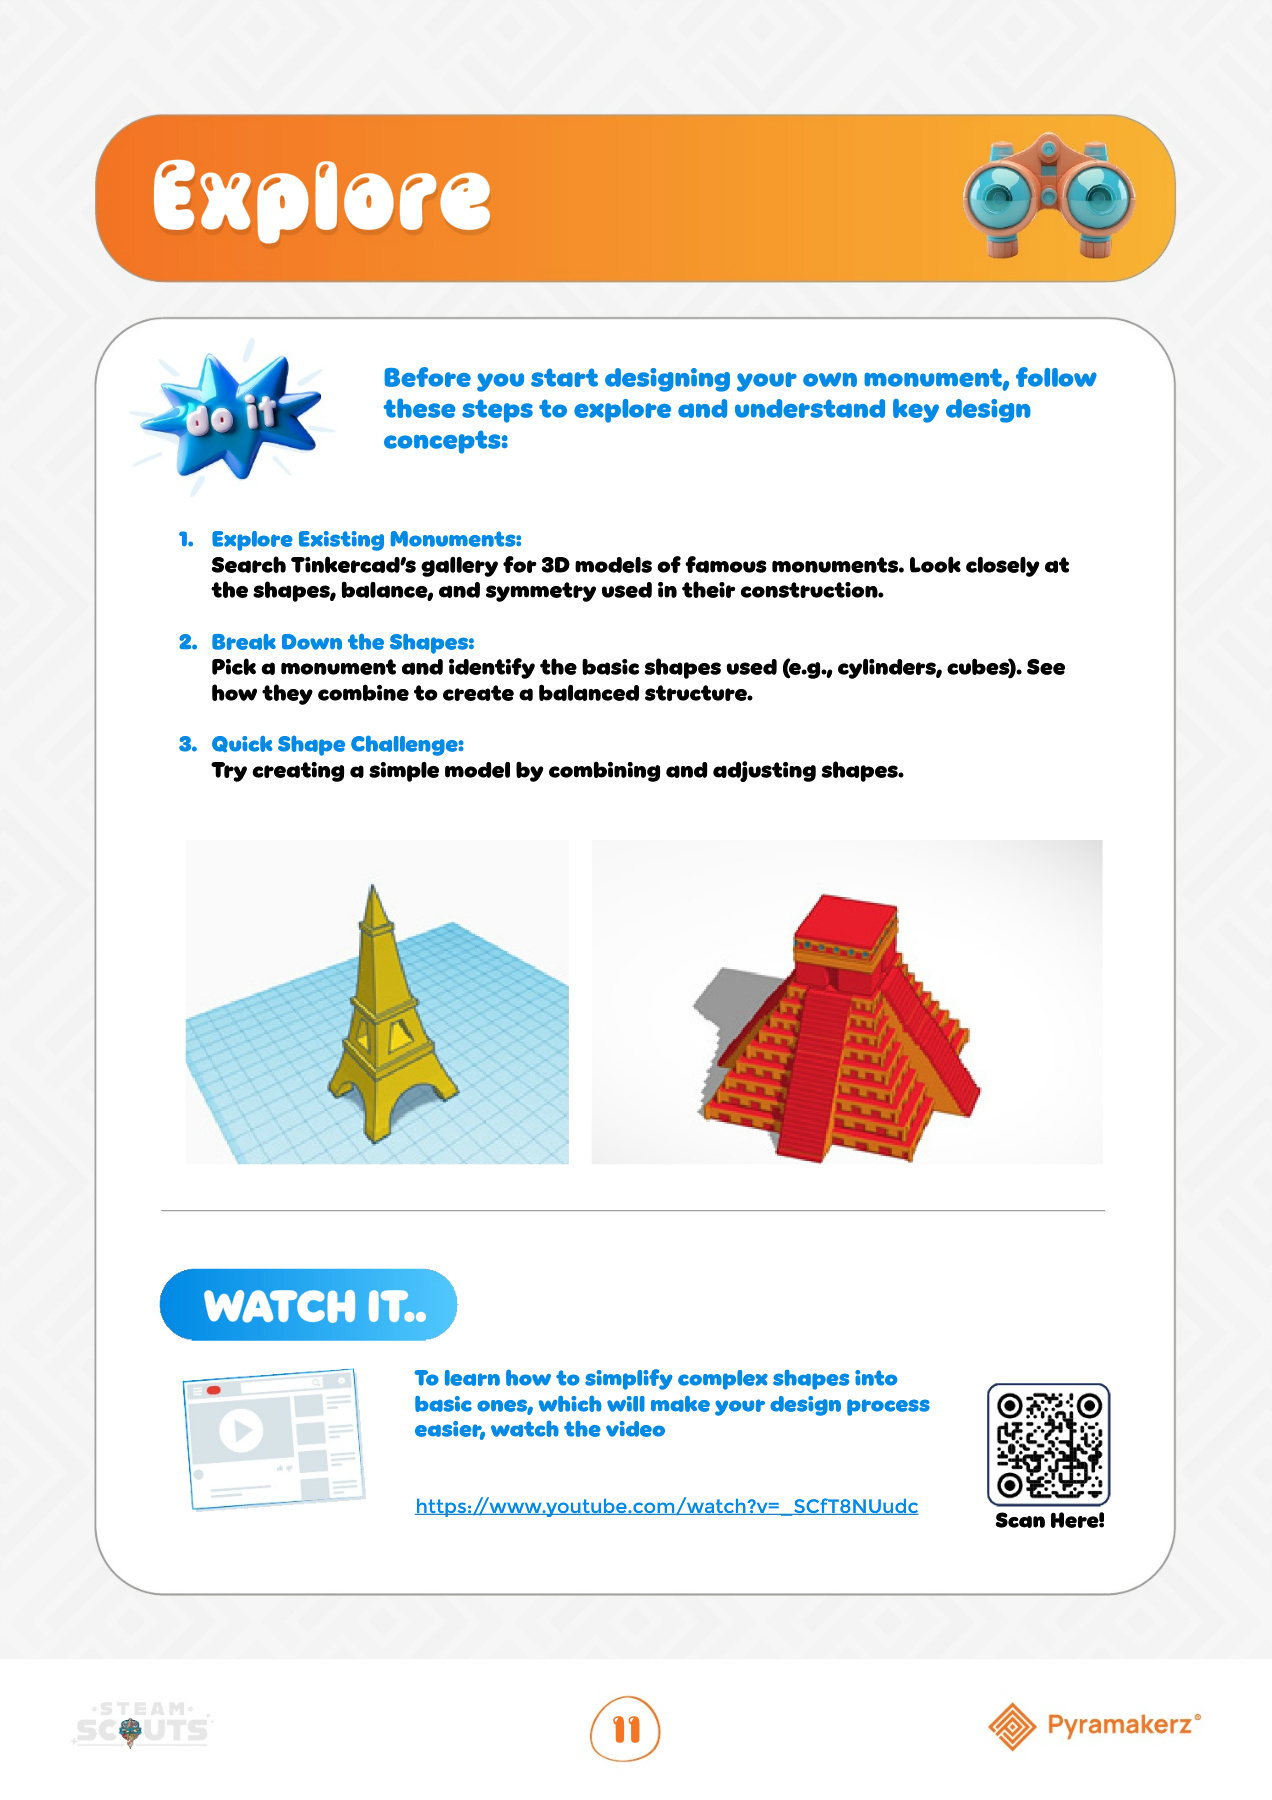 Explore
do it
Before you start designing your own monument, follow
these steps to explore and understand key design
concepts:
1. Explore Existing Monuments:
Search Tinkercad's gallery for 3D models of famous monuments. Look closely at
the shapes, balance, and symmetry used in their construction.
2. Break Down the Shapes:
Pick a monument and identify the basic shapes used (e.g., cylinders, cubes). See
how they combine to create a balanced structure.
3. Quick Shape Challenge:
Try creating a simple model by combining and adjusting shapes.
WATCH IT..
To learn how to simplify complex shapes into
basic ones, which will make your design process
easier, watch the video
https://www.youtube.com/watch?v=_SCfT8NUudc
Scan Here!
STEAM
SCOUTS
11
Pyramakerz®